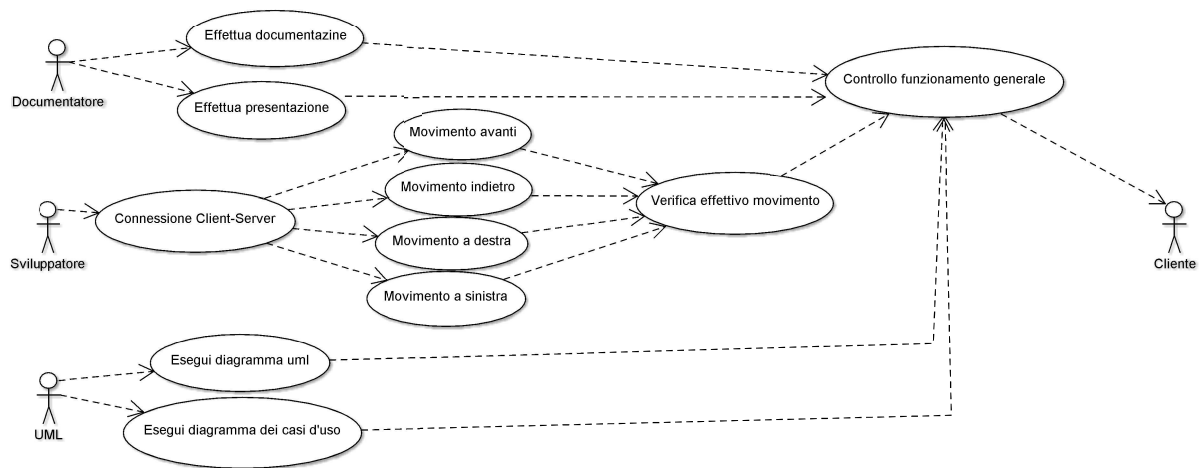 Effettua documentazine
Documentatore
Controllo funzionamento generale
Effettua presentazione
Movimento avanti
Movimento indietro
Verifica effettivo movimento
Connessione Client-Server
Sviluppatore
Movimento a destra
Cliente
Movimento a sinistra
Esegui diagramma uml
UML
Esegui diagramma dei casi d'uso